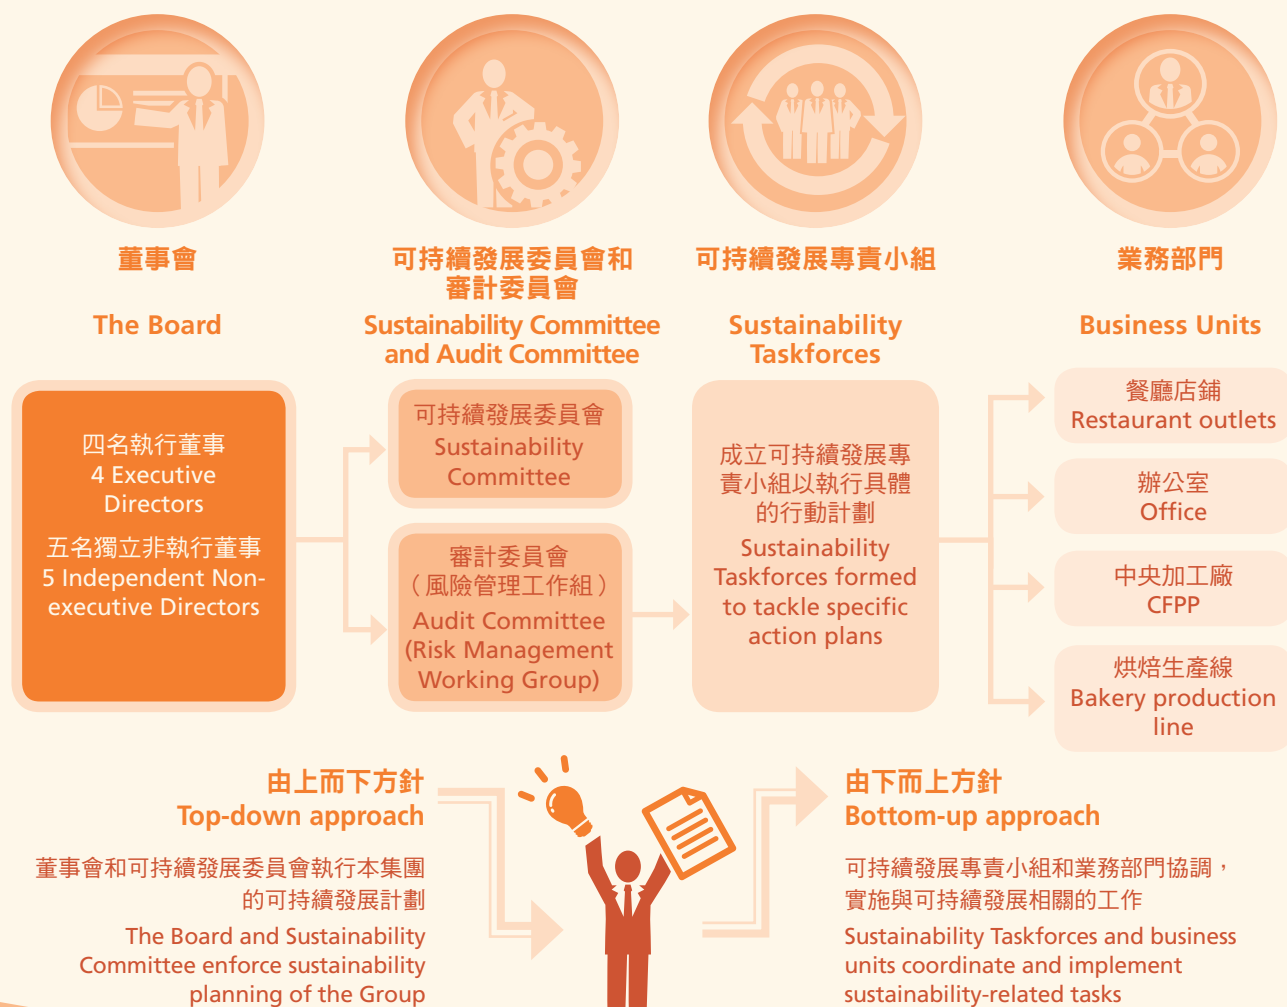 董事會
The Board
四名執行董事
4 Executive
Directors
五名獨立非執行董事
5 Independent Non-
executive Directors
可持續發展委員會和
審計委員會
Sustainability Committee
and Audit Committee
可持續發展委員會
Sustainability
Committee
審計委員會
（風險管理工作組）
Audit Committee
(Risk Management
Working Group)
可持續發展專責小組
Sustainability
Taskforces
成立可持續發展專
責小組以執行具體
的行動計劃
Sustainability
Taskforces formed
to tackle specific
action plans
業務部門
Business Units
餐廳店鋪
Restaurant outlets
辦公室
Office
中央加工廠
CFPP
烘焙生產線
Bakery production
line
由上而下方針
Top-down approach
董事會和可持續發展委員會執行本集團
的可持續發展計劃
The Board and Sustainability
Committee enforce sustainability
planning of the Group
由下而上方針
Bottom-up approach
可持續發展專責小組和業務部門協調，
實施與可持續發展相關的工作
Sustainability Taskforces and business
units coordinate and implement
sustainability-related tasks